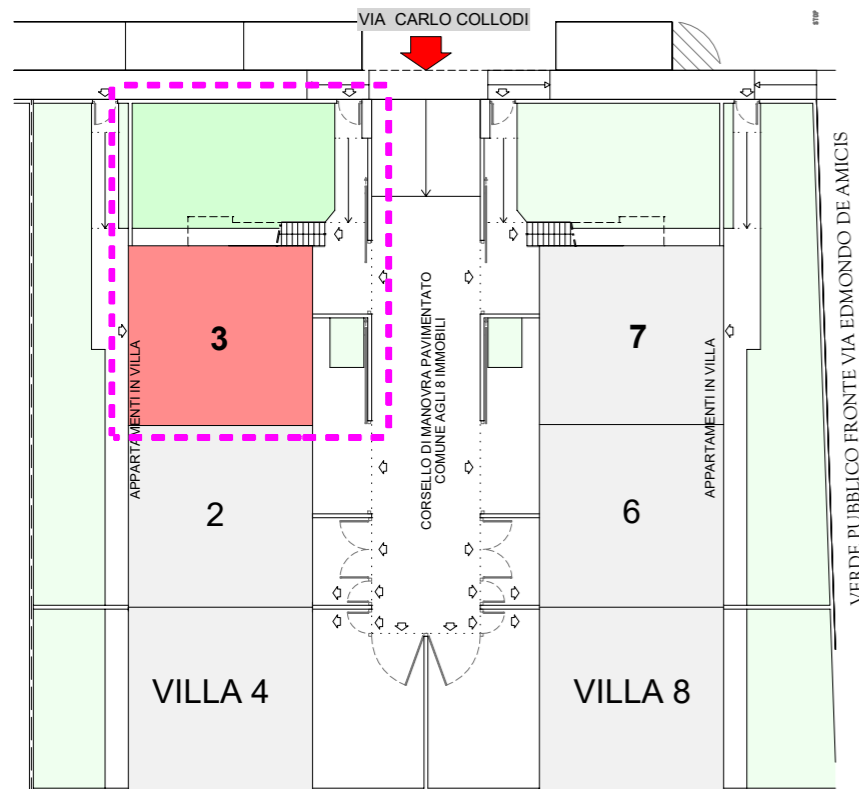 VIA CARLO COLLODI
STOP
3
7
APPARTAMENTI IN VILLA
CORSELLO DI MANOVRA PAVIMENTATO
COMUNE AGLI 8 IMMOBILI
APPARTAMENTI IN VILLA
VERDE PUBBLICO FRONTE VIA EDMONDO DE AMICIS
2
6
VILLA 4
VILLA 8